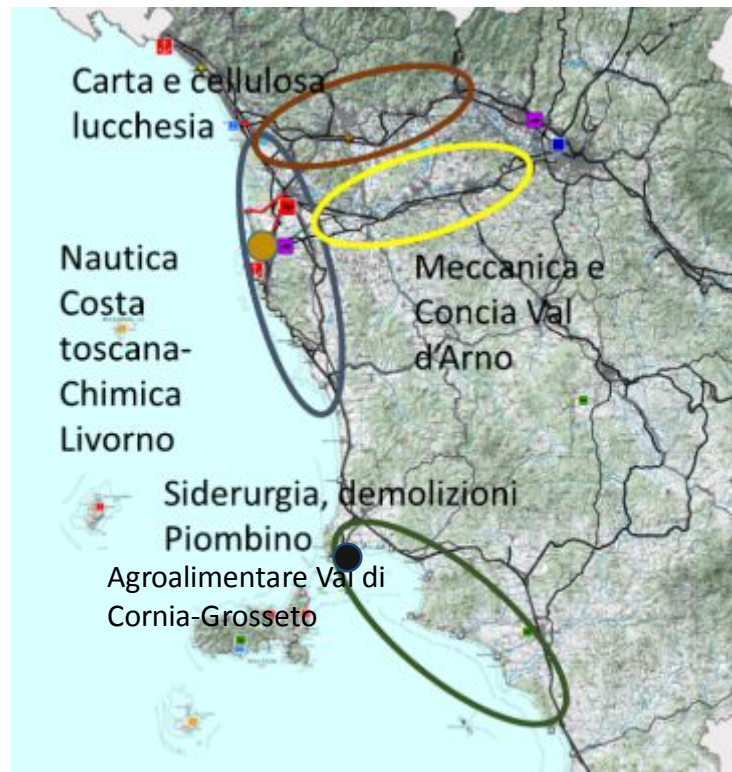 Carta e cellulosa
lucchesia
Nautica
Costa
toscana-
Chimica
Livorno
Meccanica e
Concia Val
d'Arno
Siderurgia, demolizioni
Piombino
Agroalimentare Val di
Cornia-Grosseto